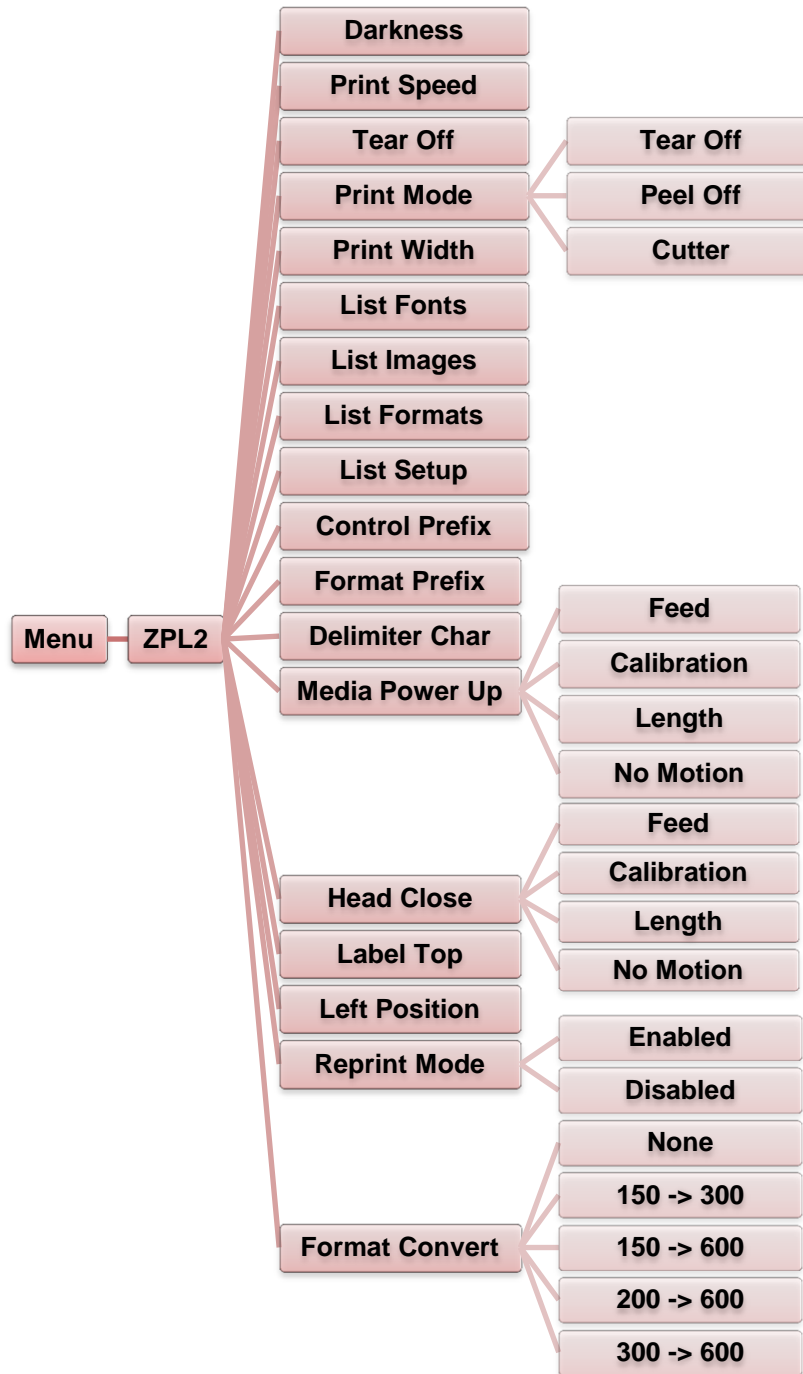 Darkness
Print Speed
Tear Off
Tear Off
Print Mode
Peel Off
Print Width
Cutter
List Fonts
List Images
List Formats
List Setup
Control Prefix
Format Prefix
Feed
Menu
ZPL2
Delimiter Char
Calibration
Media Power Up
Length
No Motion
Feed
Calibration
Head Close
Length
Label Top
No Motion
Left Position
Enabled
Reprint Mode
Disabled
None
150 -> 300
Format Convert
150 -> 600
200 -> 600
300 -> 600